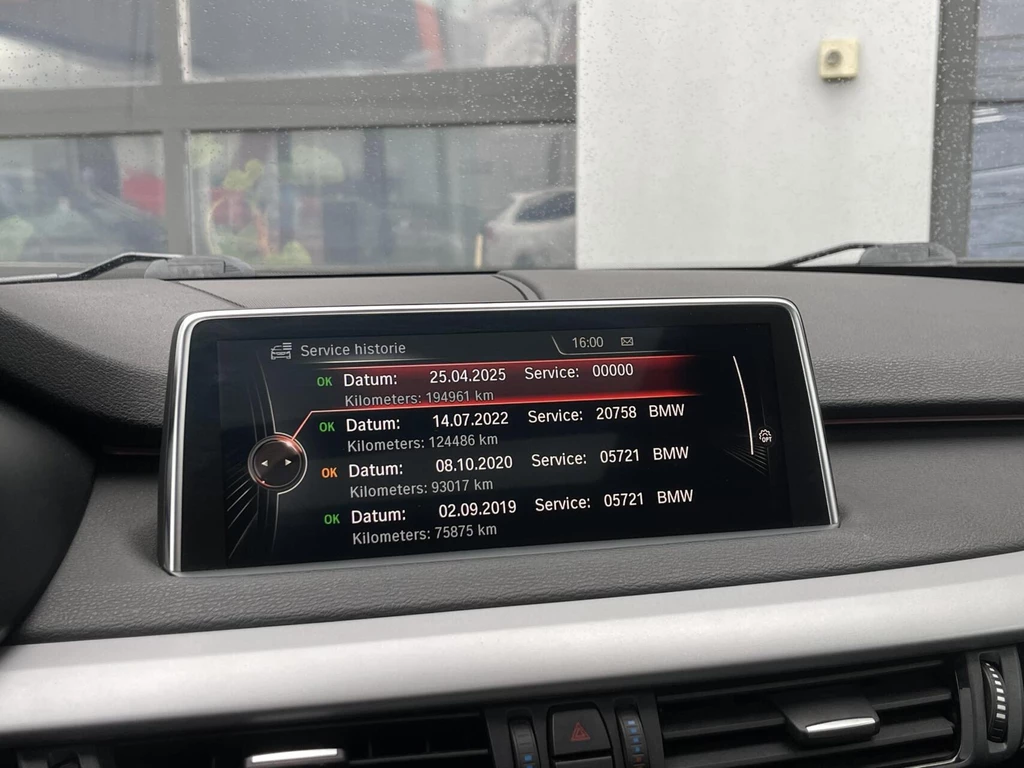 Service historie 16:00
OK Datum: 25.04.2025 Service: 00000
Kilometers: 194961 km
OK Datum: 14.07.2022 Service: 20758 BMW
Kilometers: 124486 km
OK Datum: 08.10.2020 Service: 05721 BMW
Kilometers: 93017 km
OK Datum: 02.09.2019 Service: 05721 BMW
Kilometers: 75875 km
OPT